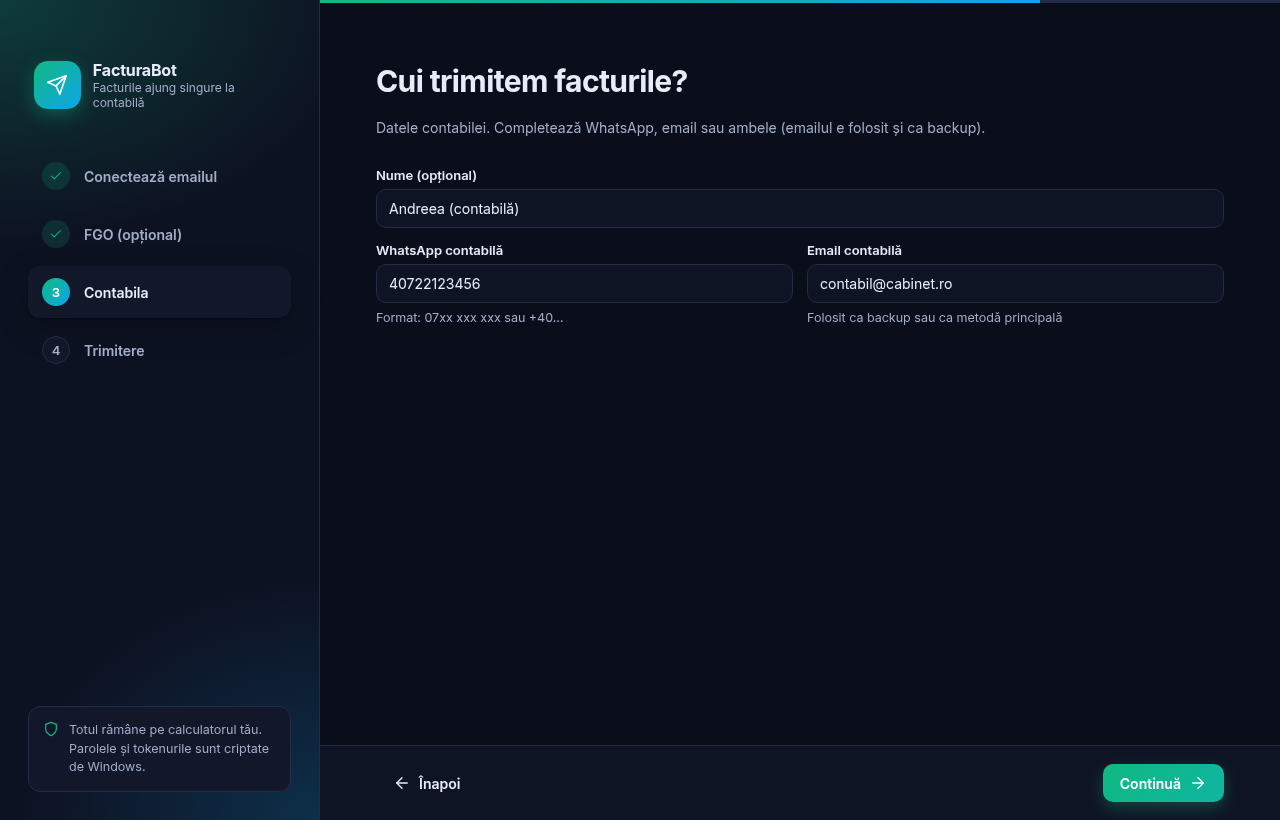 FacturaBot
Facturile ajung singure la
contabilă
Conectează emailul
FGO (opțional)
3
Contabila
4
Trimitere
Totul rămâne pe calculatorul tău.
Parolele și tokenurile sunt criptate
de Windows.
Cui trimitem facturile?
Datele contabilei. Completează WhatsApp, email sau ambele (emailul e folosit și ca backup).
Nume (opțional)
Andreea (contabilă)
WhatsApp contabilă
40722123456
Format: 07xx xxx xxx sau +40...
Email contabilă
contabil@cabinet.ro
Folosit ca backup sau ca metodă principală
Înapoi
Continuă